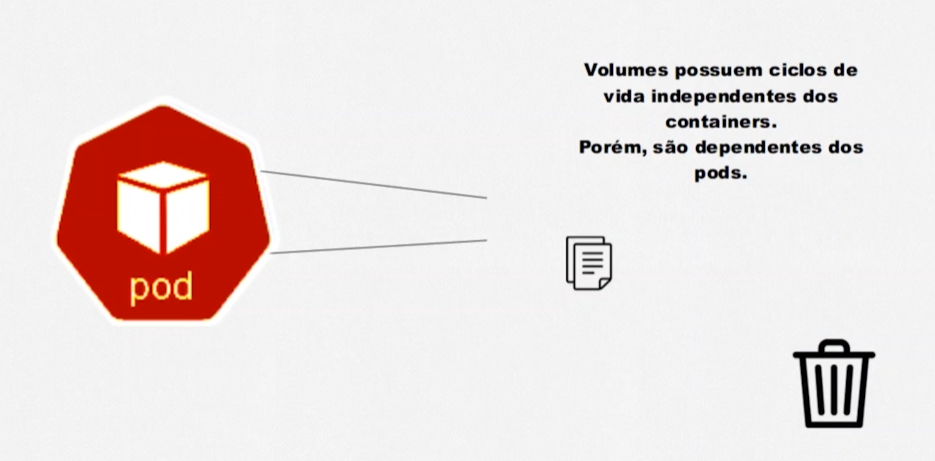 Volumes possuem ciclos de
vida independentes dos
containers.
Porém, são dependentes dos
pods.
pod